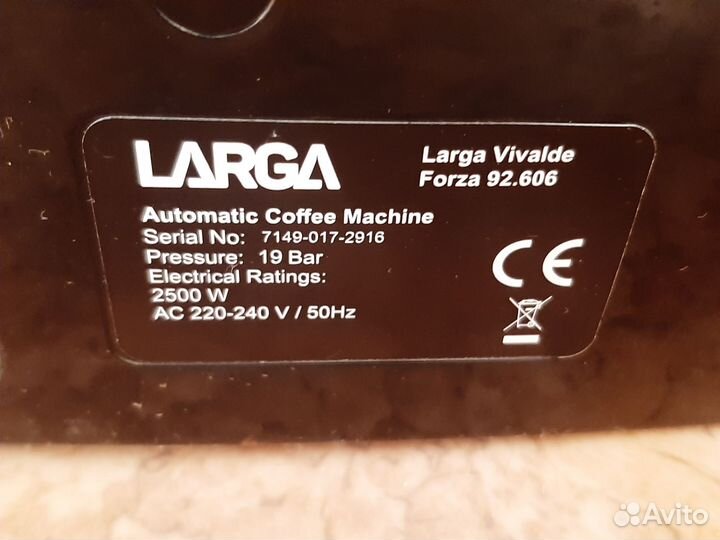 LARGA
Larga Vivalde
Forza 92.606
Automatic Coffee Machine
Serial No: 7149-017-2916
Pressure: 19 Bar
Electrical Ratings:
2500 W
AC 220-240 V / 50Hz
CE
Avito